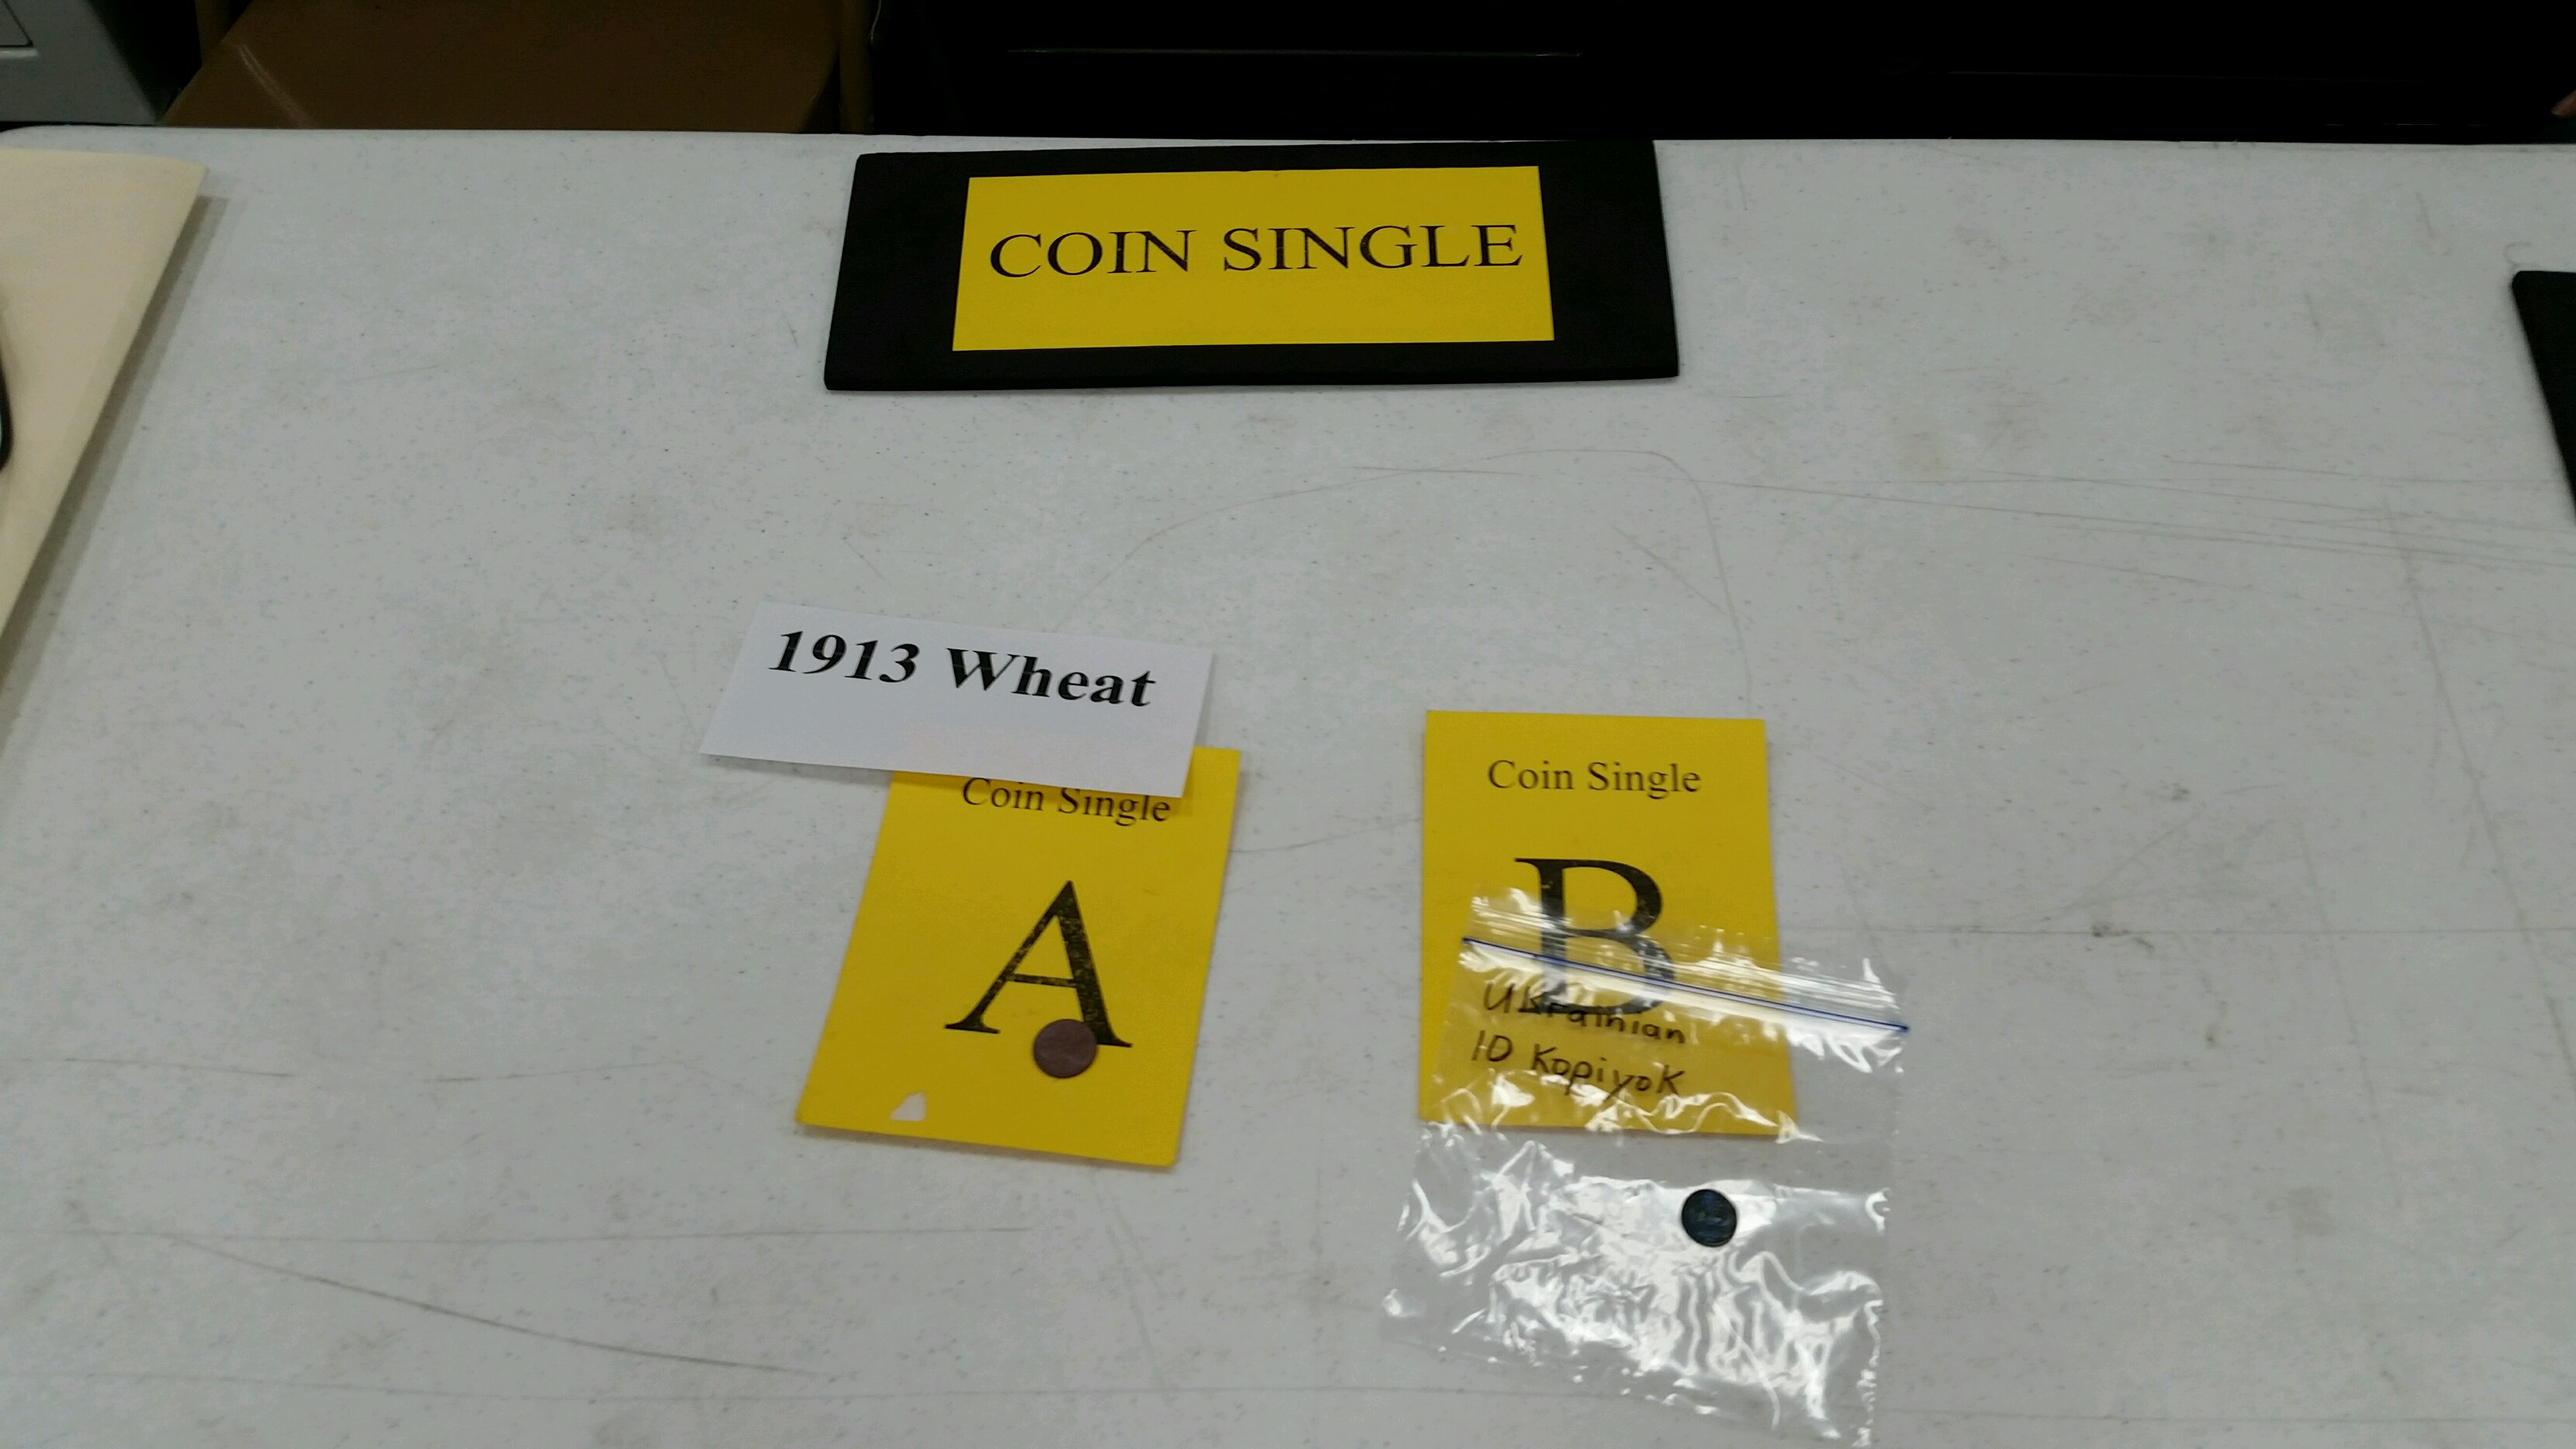 COIN SINGLE
1913 Wheat
Coin Single
A
Coin Single
B
Ukrainian
10 Kopiyok